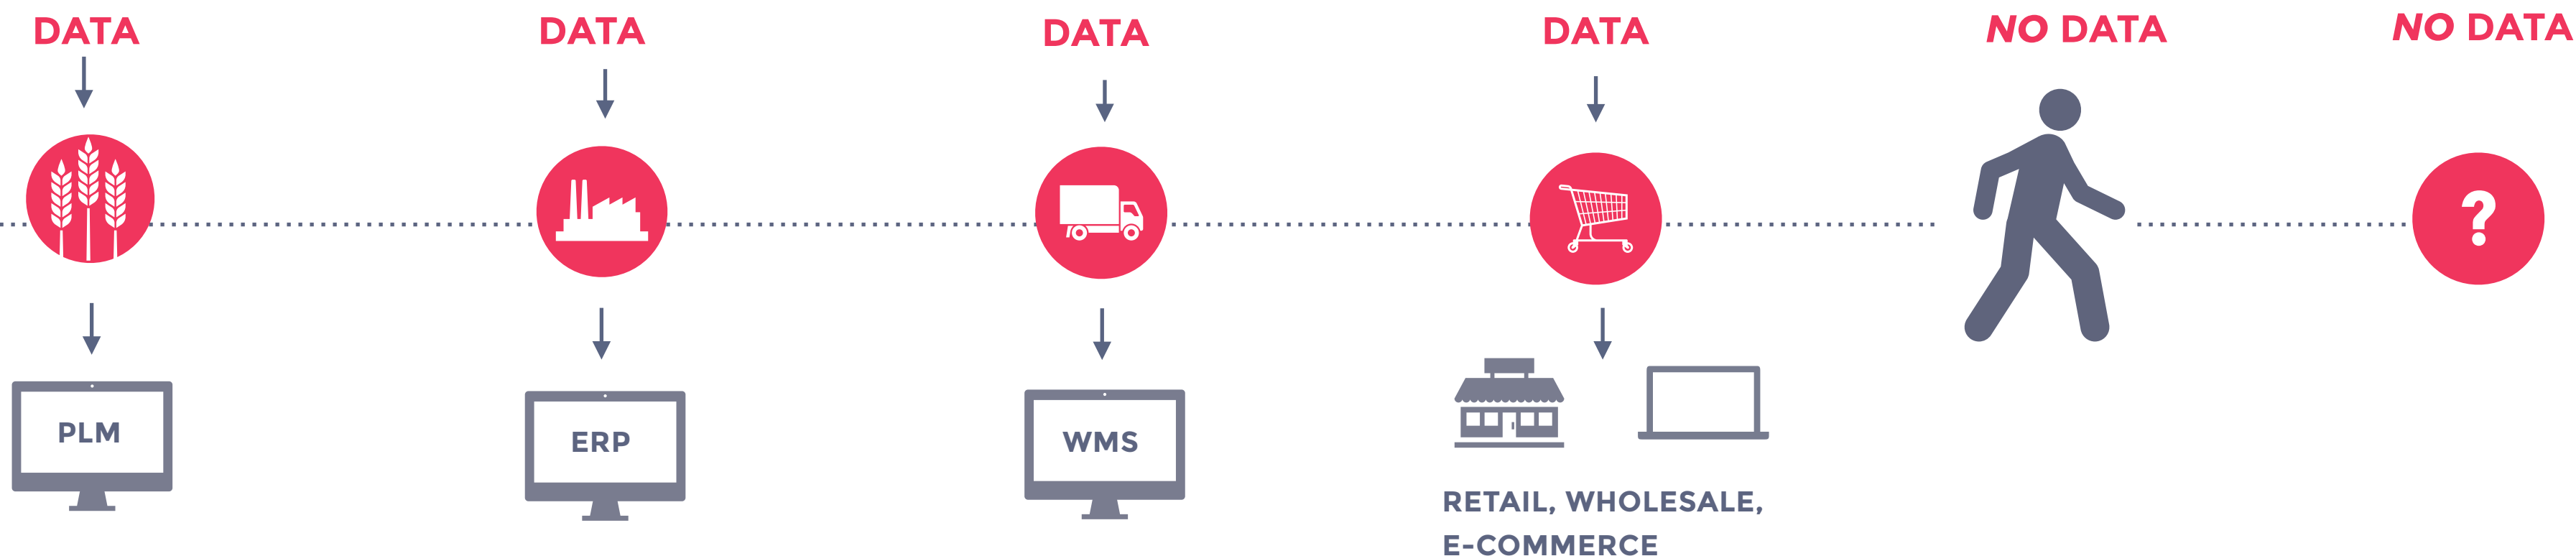 DATA
DATA
DATA
DATA
NO DATA
NO DATA
?
PLM
ERP
WMS
RETAIL, WHOLESALE,
E-COMMERCE